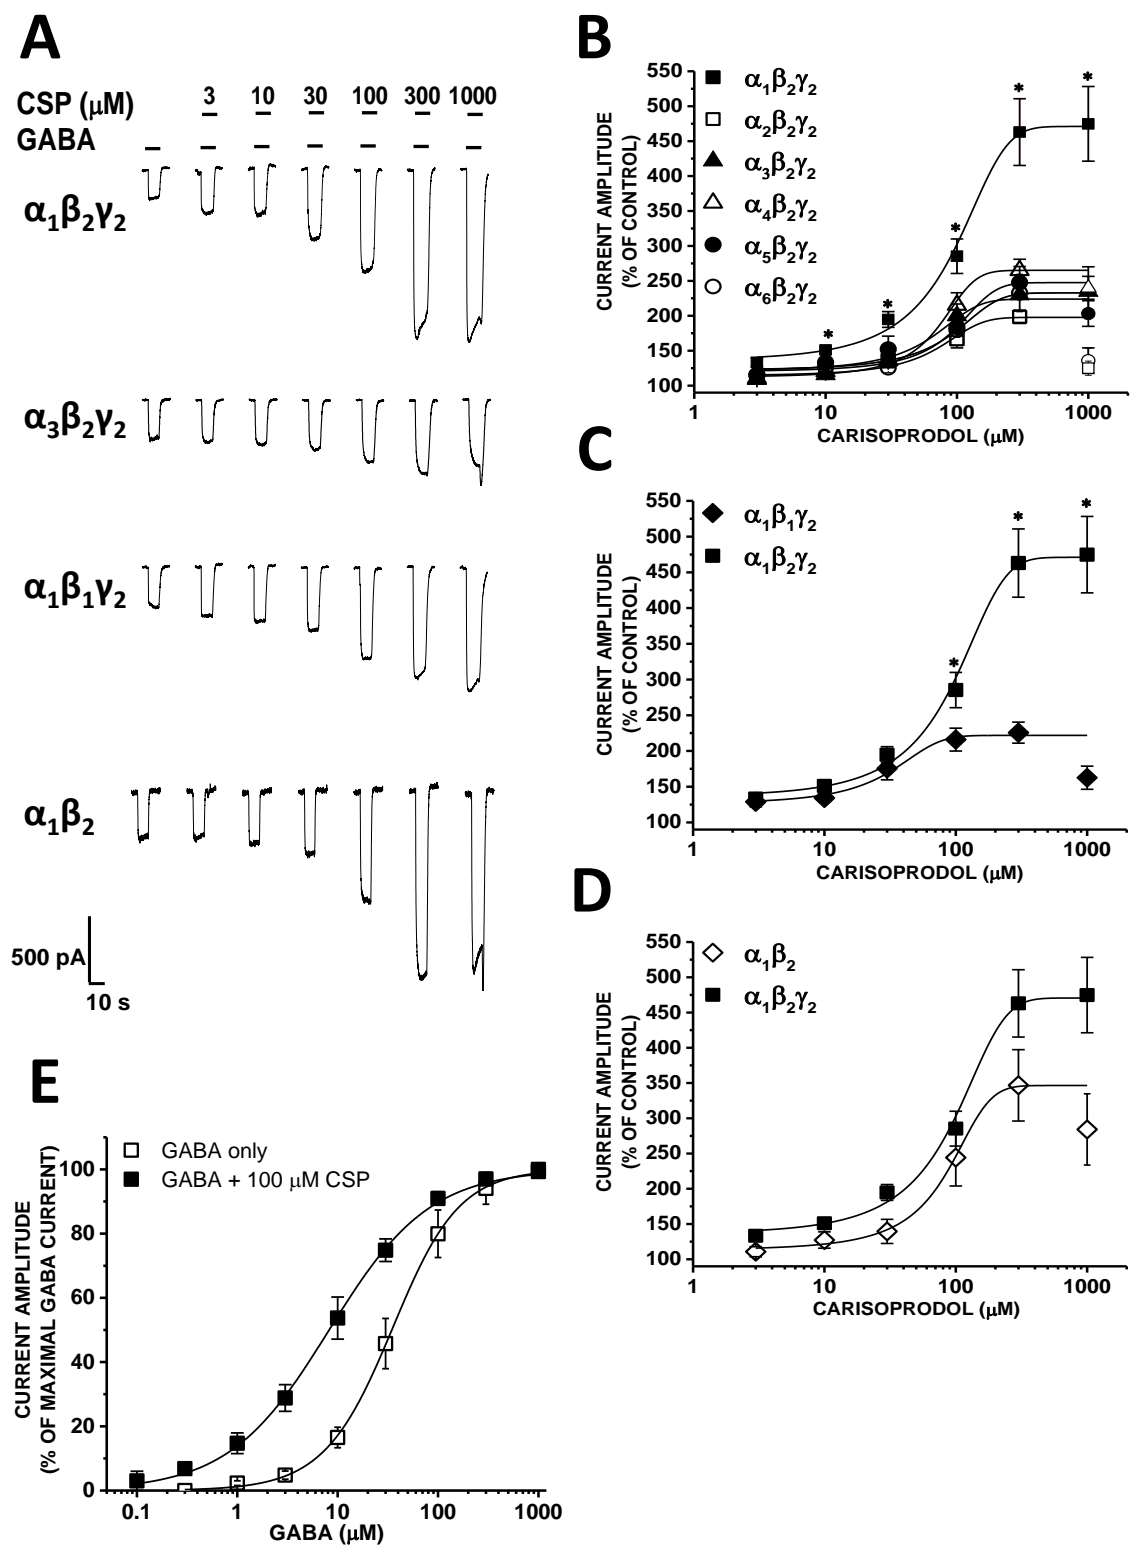 A
CSP (μM) 3 10 30 100 300 1000
GABA
α1β2γ2
α3β2γ2
α1β1γ2
α1β2
500 pA
10 s
B
CURRENT AMPLITUDE
(% OF CONTROL)
550
500
450
400
350
300
250
200
150
100
α1β2γ2
α2β2γ2
α3β2γ2
α4β2γ2
α5β2γ2
α6β2γ2
* * * * *
1 10 100 1000
CARISOPRODOL (μM)
C
CURRENT AMPLITUDE
(% OF CONTROL)
550
500
450
400
350
300
250
200
150
100
α1β1γ2
α1β2γ2
* * *
1 10 100 1000
CARISOPRODOL (μM)
D
CURRENT AMPLITUDE
(% OF CONTROL)
550
500
450
400
350
300
250
200
150
100
α1β2
α1β2γ2
1 10 100 1000
CARISOPRODOL (μM)
E
CURRENT AMPLITUDE
(% OF MAXIMAL GABA CURRENT)
100
80
60
40
20
0
GABA only
GABA + 100 μM CSP
0.1 1 10 100 1000
GABA (μM)